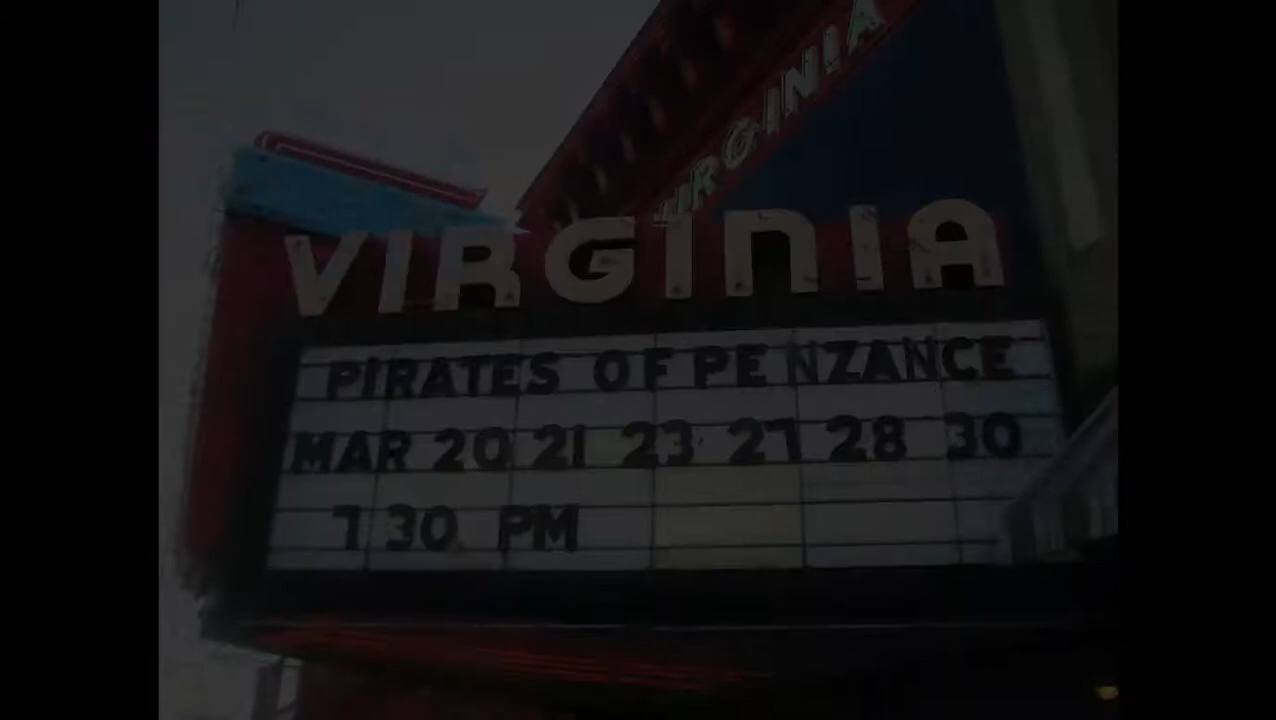 VIRGINIA
VIRGINIA
PIRATES OF PENZANCE
MAR 20 21 23 27 28 30
7 30 PM